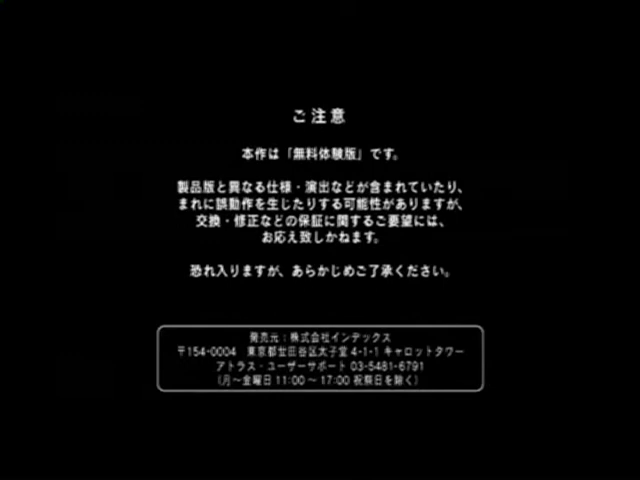 ご注意
本作は「無料体験版」です。
製品版と異なる仕様・演出などが含まれていたり、
まれに誤動作を生じたりする可能性がありますが、
交換・修正などの保証に関するご要望には、
お応え致しかねます。
恐れ入りますが、あらかじめご了承ください。
発売元：株式会社インデックス
〒154-0004　東京都世田谷区太子堂 4-1-1 キャロットタワー
アトラス・ユーザーサポート 03-5481-6791
（月～金曜日 11:00 ～ 17:00 祝祭日を除く）